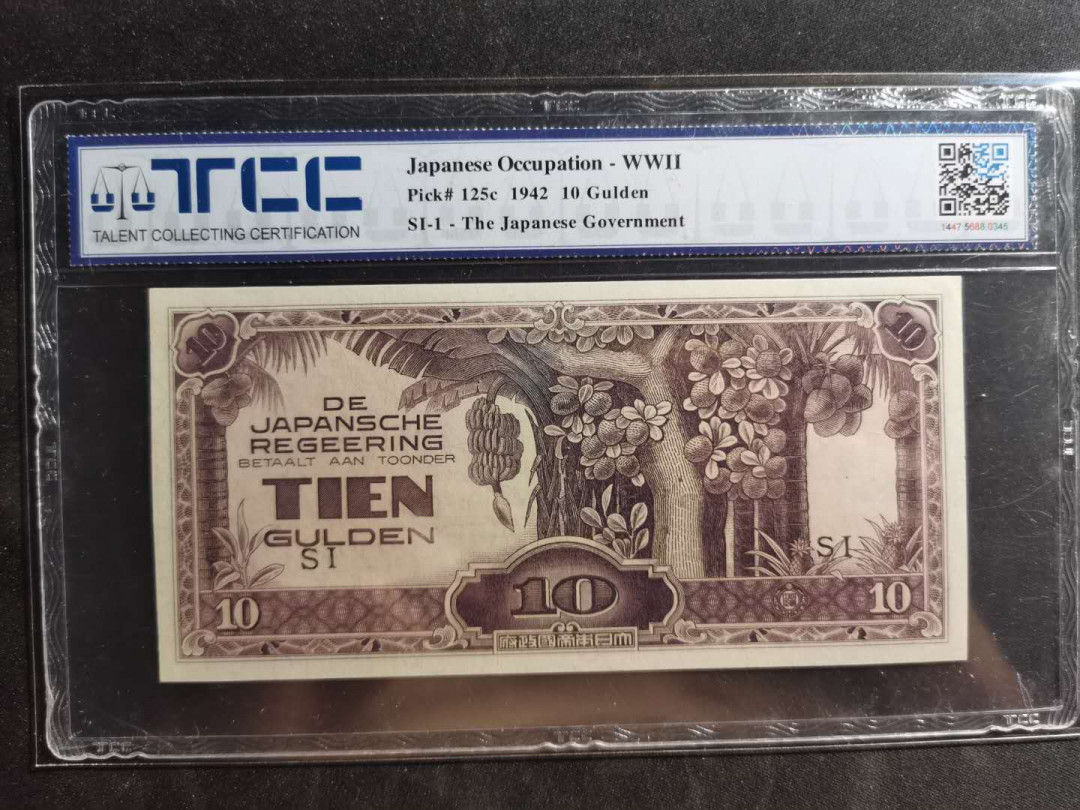 TCC
TALENT COLLECTING CERTIFICATION
Japanese Occupation - WWII
Pick# 125c 1942 10 Gulden
SI-1 - The Japanese Government
1447 5688 6345
10
10
DE
JAPANSCHE
REGEERING
BETAALT AAN TOONDER
TIEN
GULDEN
SI
SI
10
10
10
府政國帝本日大